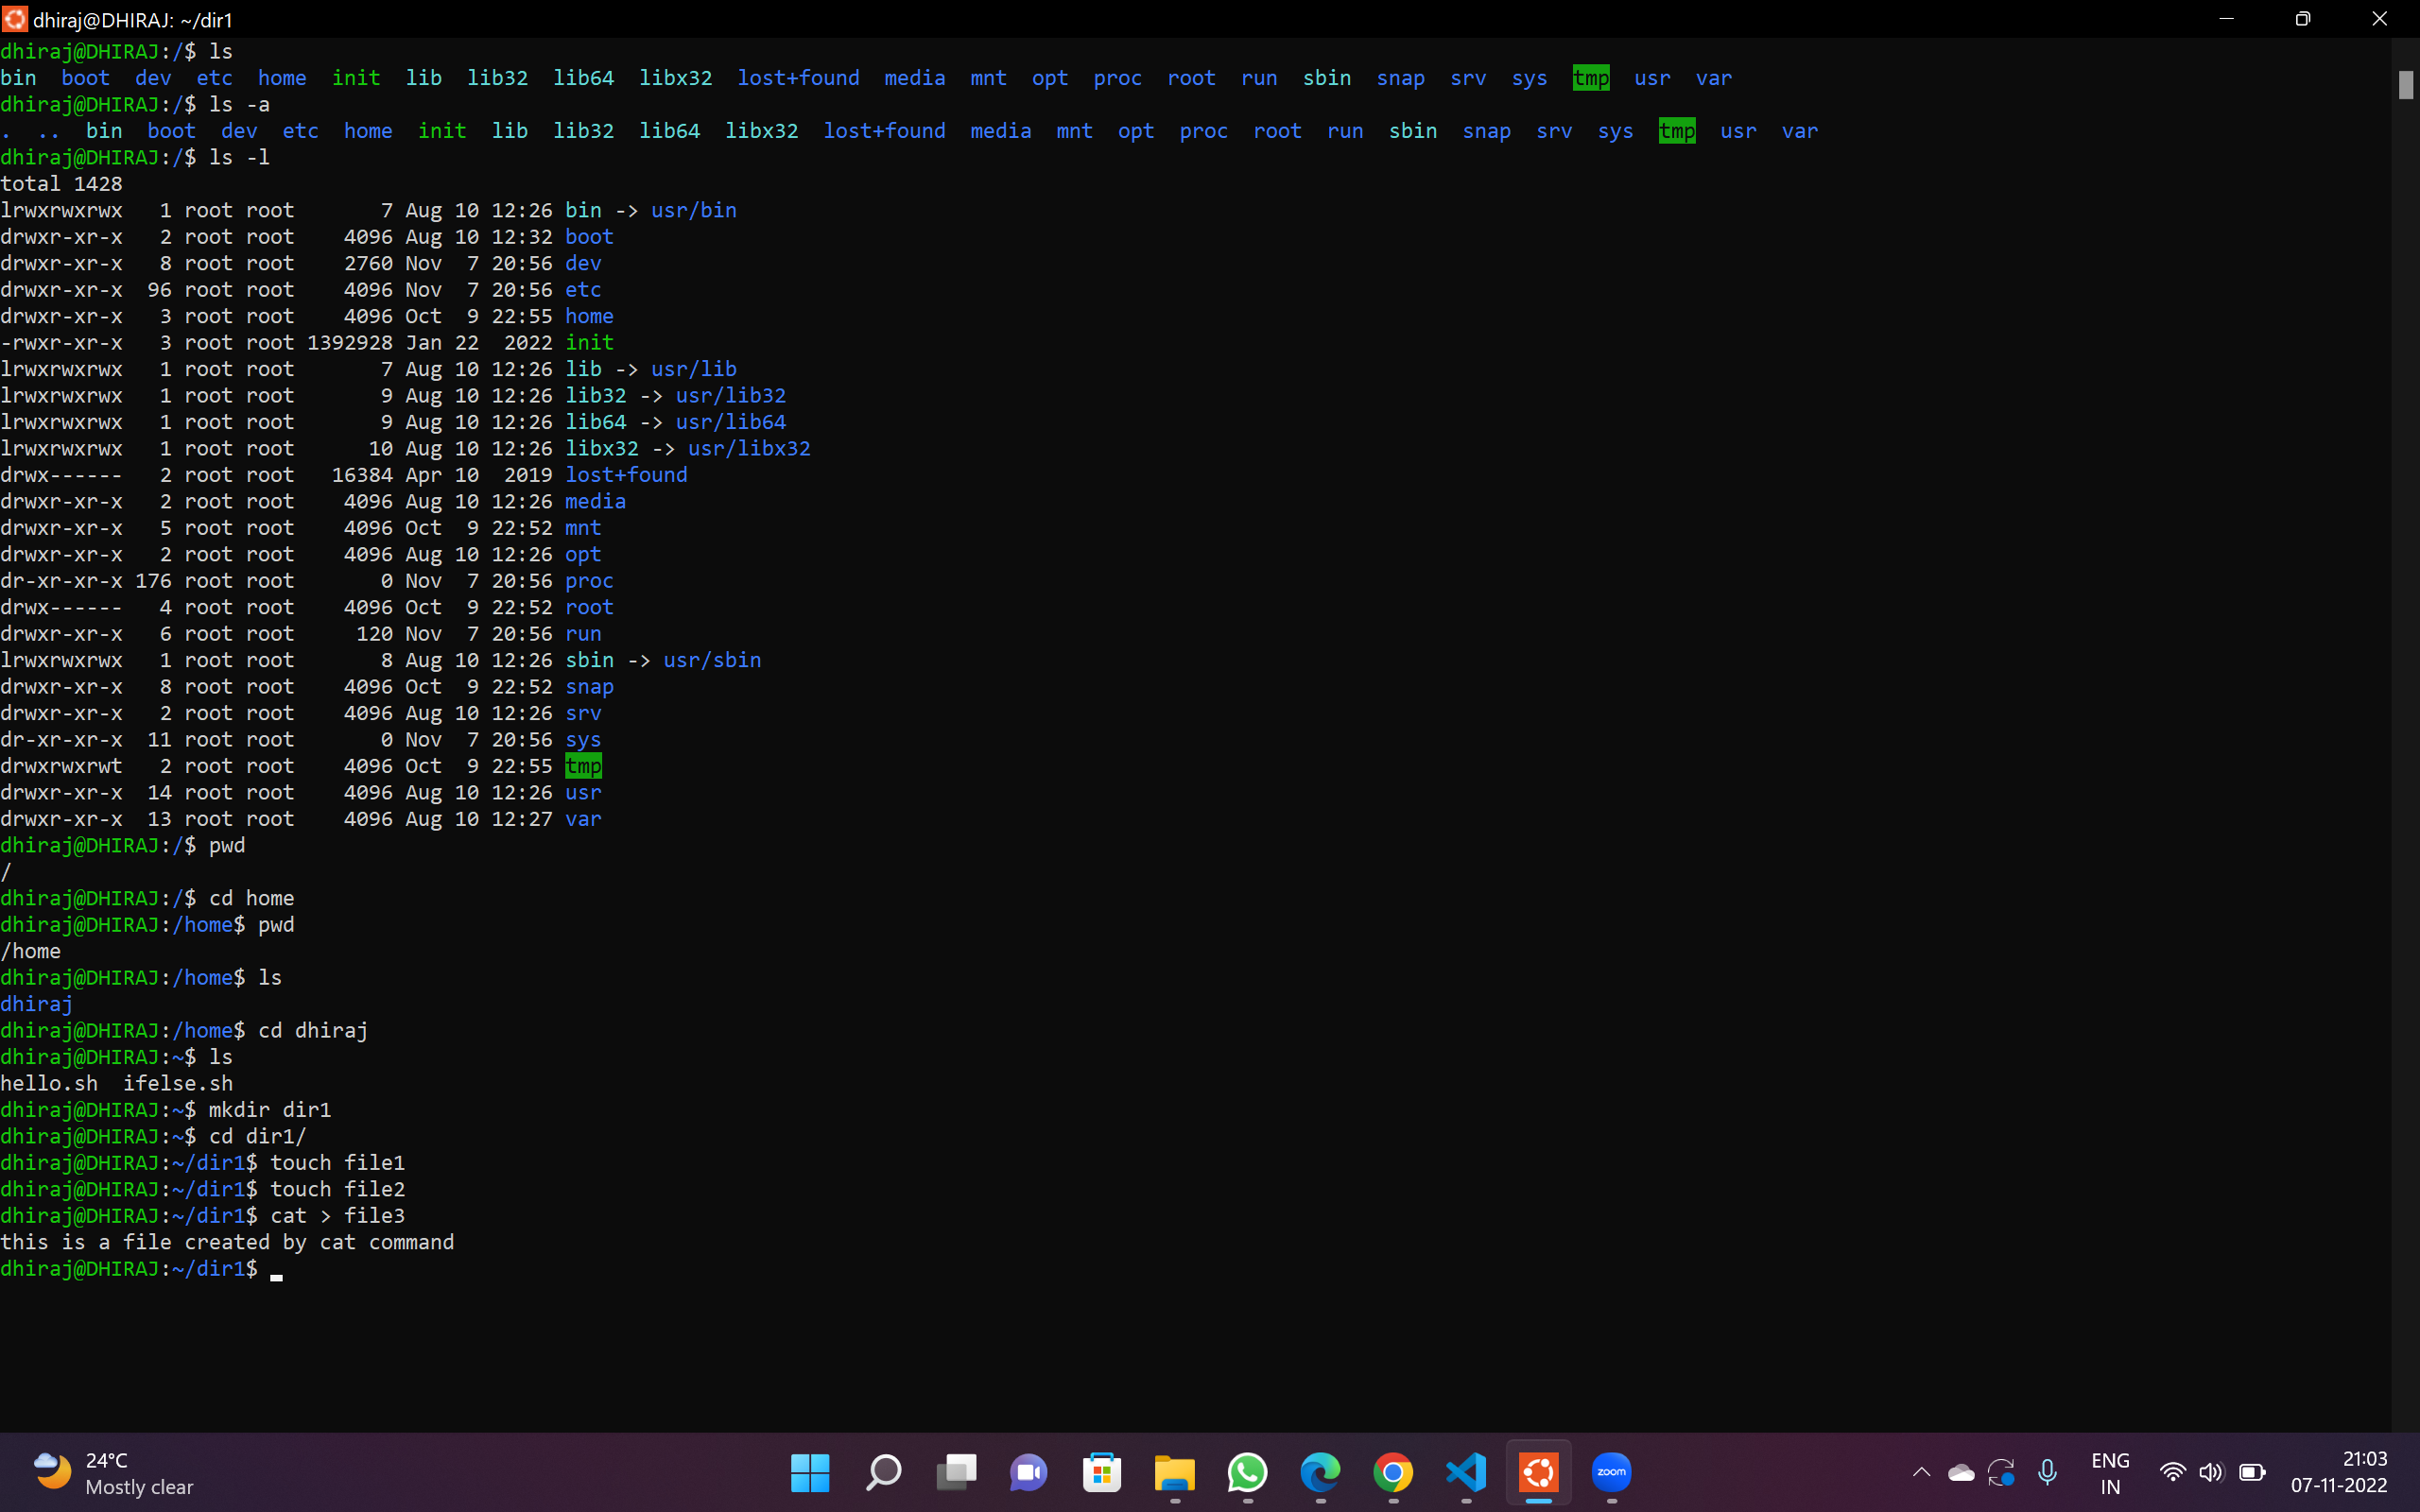 dhiraj@DHIRAJ: ~/dir1
dhiraj@DHIRAJ:/$ ls
bin  boot  dev  etc  home  init  lib  lib32  lib64  libx32  lost+found  media  mnt  opt  proc  root  run  sbin  snap  srv  sys  tmp  usr  var
dhiraj@DHIRAJ:/$ ls -a
.  ..  bin  boot  dev  etc  home  init  lib  lib32  lib64  libx32  lost+found  media  mnt  opt  proc  root  run  sbin  snap  srv  sys  tmp  usr  var
dhiraj@DHIRAJ:/$ ls -l
total 1428
lrwxrwxrwx   1 root root       7 Aug 10 12:26 bin -> usr/bin
drwxr-xr-x   2 root root    4096 Aug 10 12:32 boot
drwxr-xr-x   8 root root    2760 Nov  7 20:56 dev
drwxr-xr-x  96 root root    4096 Nov  7 20:56 etc
drwxr-xr-x   3 root root    4096 Oct  9 22:55 home
-rwxr-xr-x   3 root root 1392928 Jan 22  2022 init
lrwxrwxrwx   1 root root       7 Aug 10 12:26 lib -> usr/lib
lrwxrwxrwx   1 root root       9 Aug 10 12:26 lib32 -> usr/lib32
lrwxrwxrwx   1 root root       9 Aug 10 12:26 lib64 -> usr/lib64
lrwxrwxrwx   1 root root      10 Aug 10 12:26 libx32 -> usr/libx32
drwx------   2 root root   16384 Apr 10  2019 lost+found
drwxr-xr-x   2 root root    4096 Aug 10 12:26 media
drwxr-xr-x   5 root root    4096 Oct  9 22:52 mnt
drwxr-xr-x   2 root root    4096 Aug 10 12:26 opt
dr-xr-xr-x 176 root root       0 Nov  7 20:56 proc
drwx------   4 root root    4096 Oct  9 22:52 root
drwxr-xr-x   6 root root     120 Nov  7 20:56 run
lrwxrwxrwx   1 root root       8 Aug 10 12:26 sbin -> usr/sbin
drwxr-xr-x   8 root root    4096 Oct  9 22:52 snap
drwxr-xr-x   2 root root    4096 Aug 10 12:26 srv
dr-xr-xr-x  11 root root       0 Nov  7 20:56 sys
drwxrwxrwt   2 root root    4096 Oct  9 22:55 tmp
drwxr-xr-x  14 root root    4096 Aug 10 12:26 usr
drwxr-xr-x  13 root root    4096 Aug 10 12:27 var
dhiraj@DHIRAJ:/$ pwd
/
dhiraj@DHIRAJ:/$ cd home
dhiraj@DHIRAJ:/home$ pwd
/home
dhiraj@DHIRAJ:/home$ ls
dhiraj
dhiraj@DHIRAJ:/home$ cd dhiraj
dhiraj@DHIRAJ:~$ ls
hello.sh  ifelse.sh
dhiraj@DHIRAJ:~$ mkdir dir1
dhiraj@DHIRAJ:~$ cd dir1/
dhiraj@DHIRAJ:~/dir1$ touch file1
dhiraj@DHIRAJ:~/dir1$ touch file2
dhiraj@DHIRAJ:~/dir1$ cat > file3
this is a file created by cat command
dhiraj@DHIRAJ:~/dir1$
24°C
Mostly clear
zoom
ENG
IN
21:03
07-11-2022